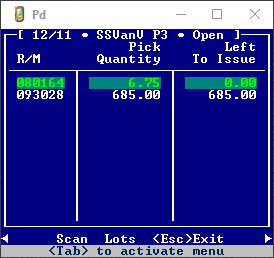 Pd
[ 12/11 • SSVanV P3 • Open ]
Pick Left
R/M Quantity To Issue
080164 6.75 0.00
093028 685.00 685.00
Scan Lots <Esc>Exit
<Tab> to activate menu